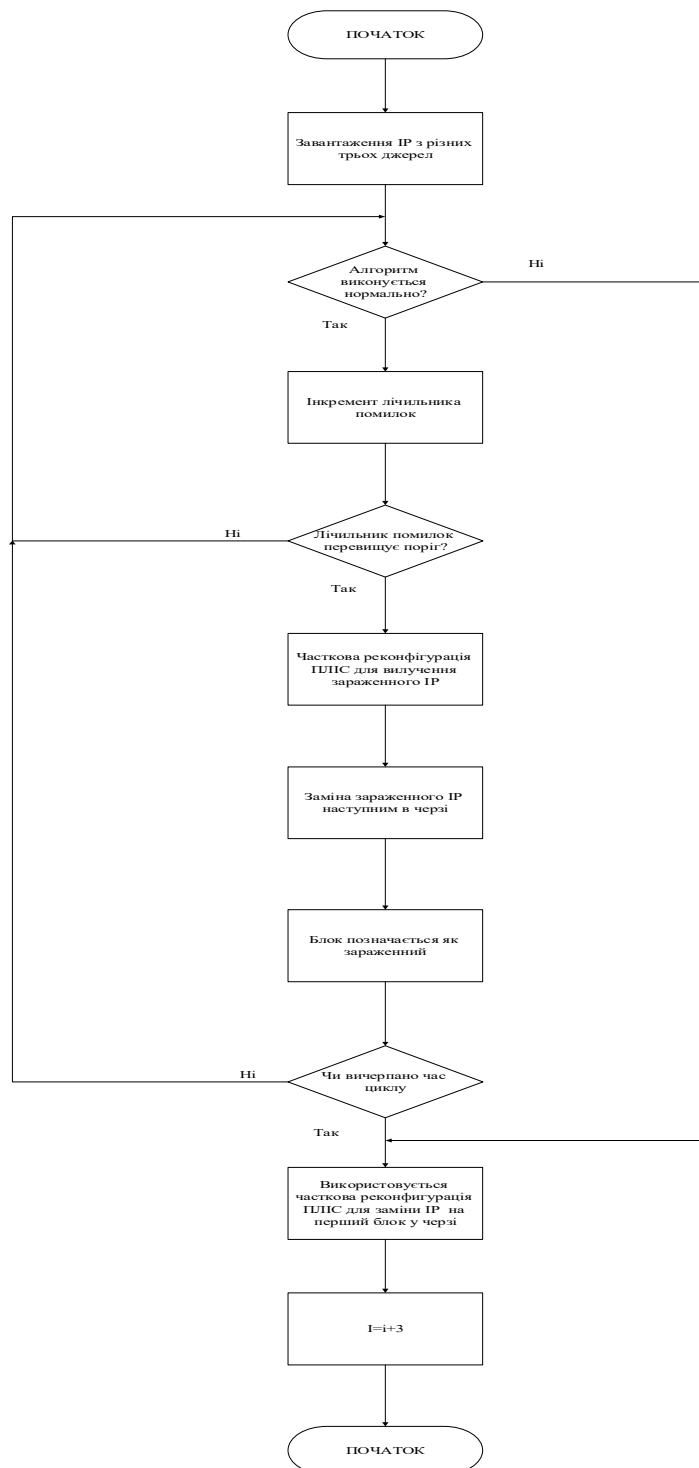 ПОЧАТОК
Завантаження IP з різних
трьох джерел
Алгоритм
виконується
нормально?
Ні
Так
Інкремент лічильника
помилок
Лічильник помилок
перевищує поріг?
Ні
Так
Часткова реконфігурація
ПЛІС для вилучення
зараженного IP
Заміна зараженного IP
наступним в черзі
Блок позначається як
зараженний
Чи вичерпано час
циклу
Ні
Так
Використовується
часткова реконфигурація
ПЛІС для заміни IP на
перший блок у черзі
I=i+3
ПОЧАТОК